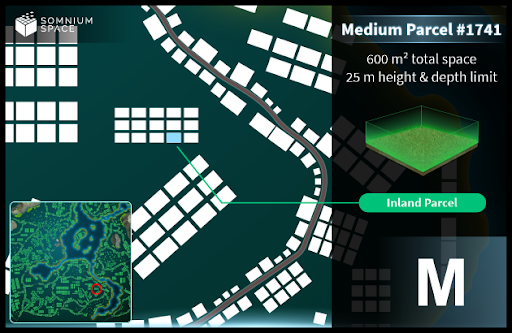 SOMNIUM
SPACE
Medium Parcel #1741
600 m² total space
25 m height & depth limit
Inland Parcel
M